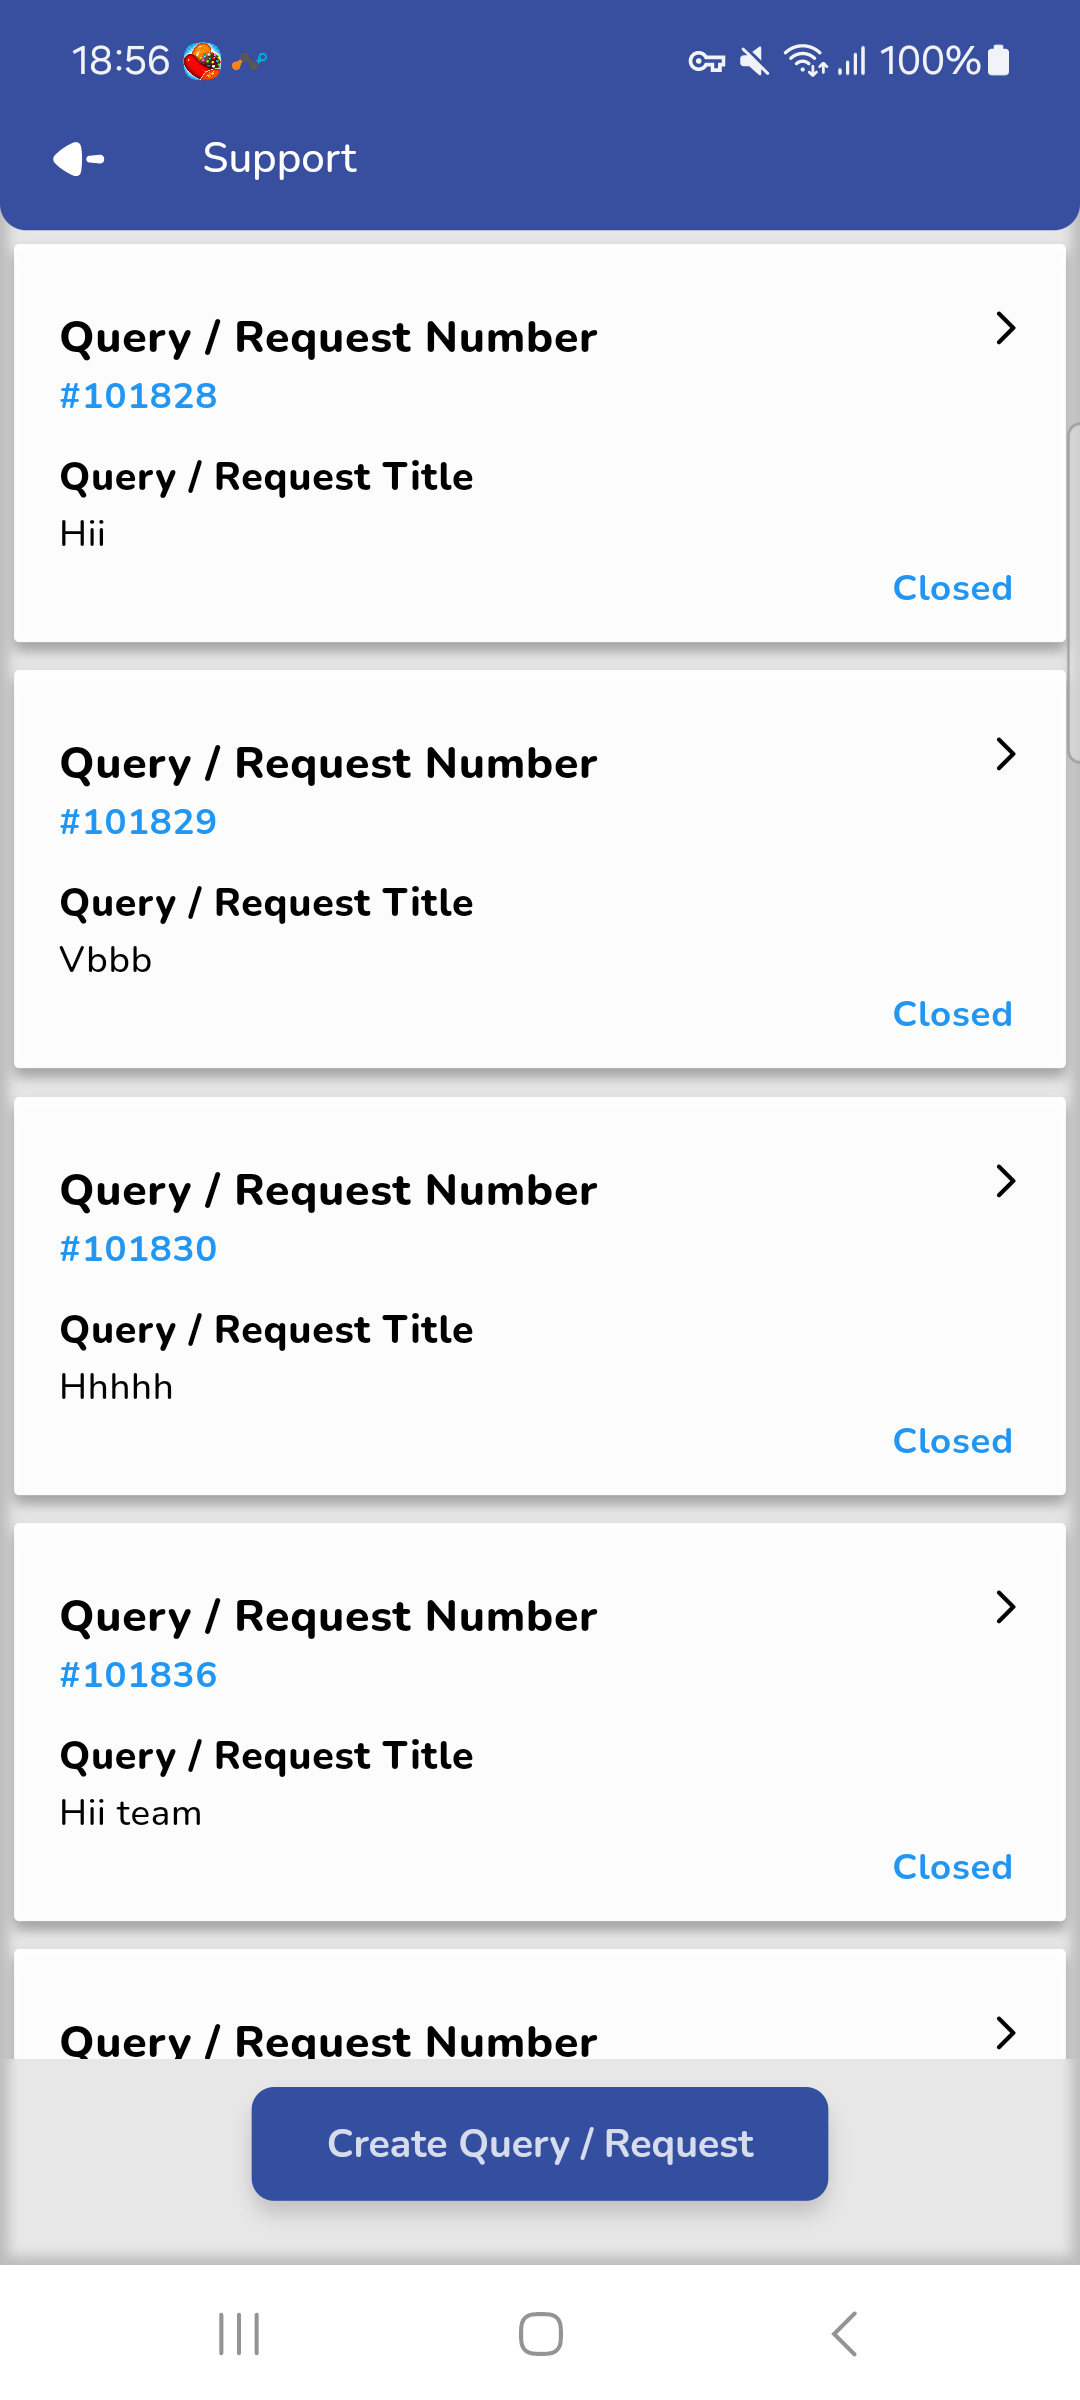 18:56
100%
Support
Query / Request Number
#101828
Query / Request Title
Hii
Closed
Query / Request Number
#101829
Query / Request Title
Vbbb
Closed
Query / Request Number
#101830
Query / Request Title
Hhhhh
Closed
Query / Request Number
#101836
Query / Request Title
Hii team
Closed
Query / Request Number
Create Query / Request